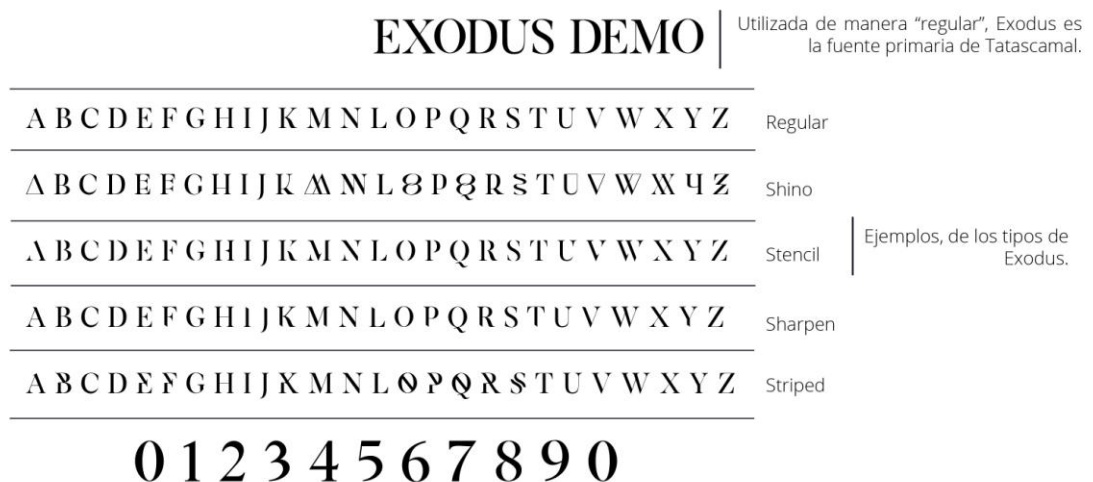 EXODUS DEMO
Utilizada de manera “regular”, Exodus es
la fuente primaria de Tatascamal.
A B C D E F G H I J K M N L O P Q R S T U V W X Y Z
Regular
A B C D E F G H I J K M N L O P Q R S T U V W X Y Z
Shino
A B C D E F G H I J K M N L O P Q R S T U V W X Y Z
Stencil
Ejemplos, de los tipos de
Exodus.
A B C D E F G H I J K M N L O P Q R S T U V W X Y Z
Sharpen
A B C D E F G H I J K M N L O P Q R S T U V W X Y Z
Striped
0 1 2 3 4 5 6 7 8 9 0